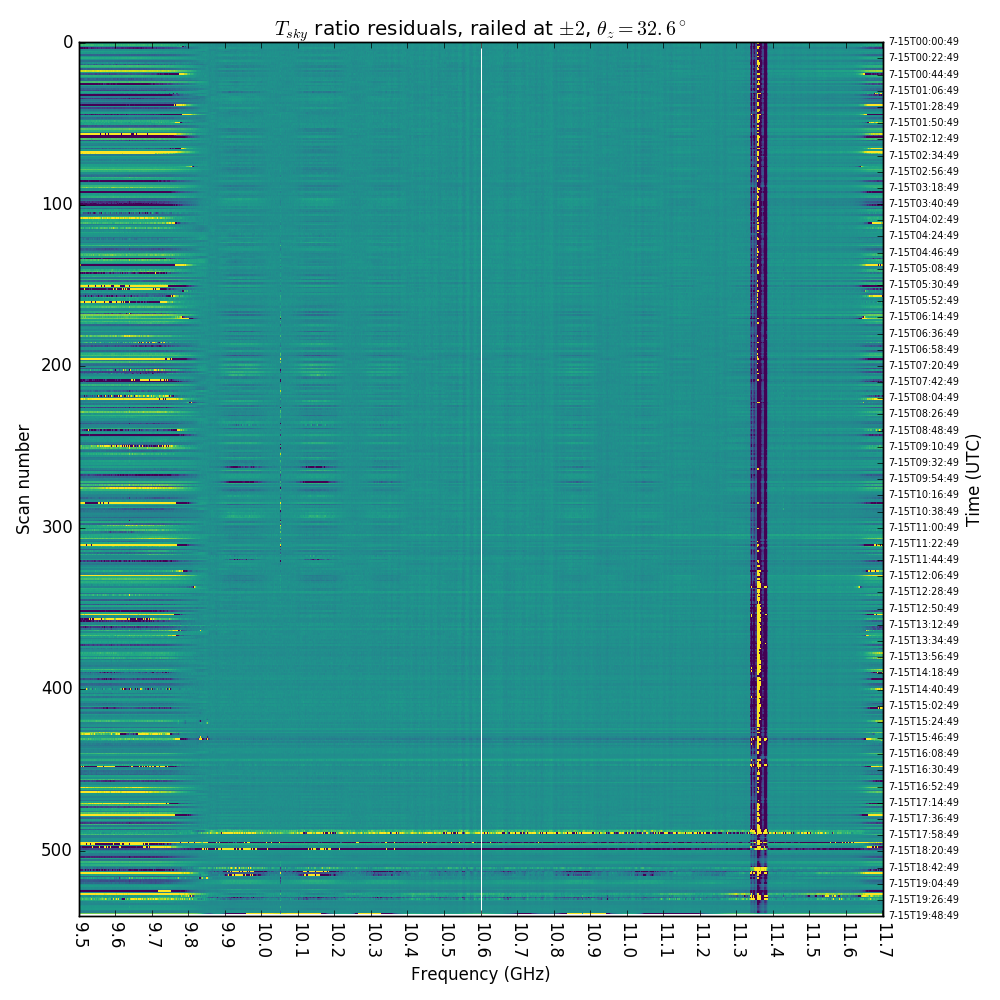 $T_{sky}$ ratio residuals, railed at ±2, $\theta_z = 32.6^\circ$
0
100
200
300
400
500
Scan number
7-15T00:00:49
7-15T00:22:49
7-15T00:44:49
7-15T01:06:49
7-15T01:28:49
7-15T01:50:49
7-15T02:12:49
7-15T02:34:49
7-15T02:56:49
7-15T03:18:49
7-15T03:40:49
7-15T04:02:49
7-15T04:24:49
7-15T04:46:49
7-15T05:08:49
7-15T05:30:49
7-15T05:52:49
7-15T06:14:49
7-15T06:36:49
7-15T06:58:49
7-15T07:20:49
7-15T07:42:49
7-15T08:04:49
7-15T08:26:49
7-15T08:48:49
7-15T09:10:49
7-15T09:32:49
7-15T09:54:49
7-15T10:16:49
7-15T10:38:49
7-15T11:00:49
7-15T11:22:49
7-15T11:44:49
7-15T12:06:49
7-15T12:28:49
7-15T12:50:49
7-15T13:12:49
7-15T13:34:49
7-15T13:56:49
7-15T14:18:49
7-15T14:40:49
7-15T15:02:49
7-15T15:24:49
7-15T15:46:49
7-15T16:08:49
7-15T16:30:49
7-15T16:52:49
7-15T17:14:49
7-15T17:36:49
7-15T17:58:49
7-15T18:20:49
7-15T18:42:49
7-15T19:04:49
7-15T19:26:49
7-15T19:48:49
Time (UTC)
9.5
9.6
9.7
9.8
9.9
10.0
10.1
10.2
10.3
10.4
10.5
10.6
10.7
10.8
10.9
11.0
11.1
11.2
11.3
11.4
11.5
11.6
11.7
Frequency (GHz)